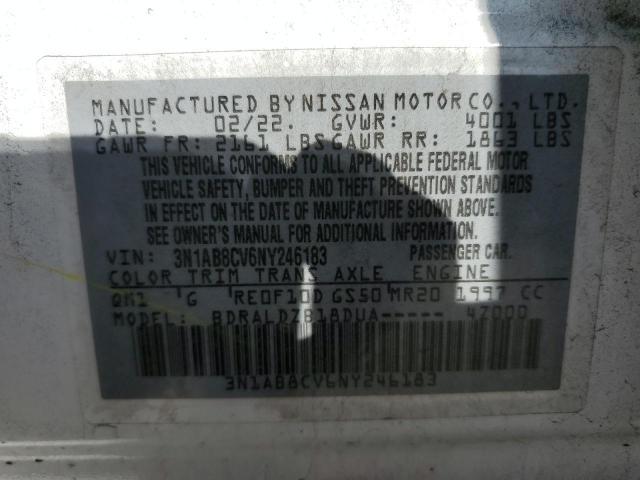 MANUFACTURED BY NISSAN MOTOR CO., LTD.
DATE: 02/22. GVWR: 4001 LBS
GAWR FR: 2161 LBS GAWR RR: 1863 LBS
THIS VEHICLE CONFORMS TO ALL APPLICABLE FEDERAL MOTOR
VEHICLE SAFETY, BUMPER AND THEFT PREVENTION STANDARDS
IN EFFECT ON THE DATE OF MANUFACTURE SHOWN ABOVE.
SEE OWNER'S MANUAL FOR ADDITIONAL INFORMATION.
VIN: 3N1AB8CV6NY246183 PASSENGER CAR.
COLOR TRIM TRANS AXLE ENGINE
QM1 G RE0F10D GS50 MR20 1997 CC
MODEL: BDRALDZB18DUA----- 4Z000
3N1AB8CV6NY246183